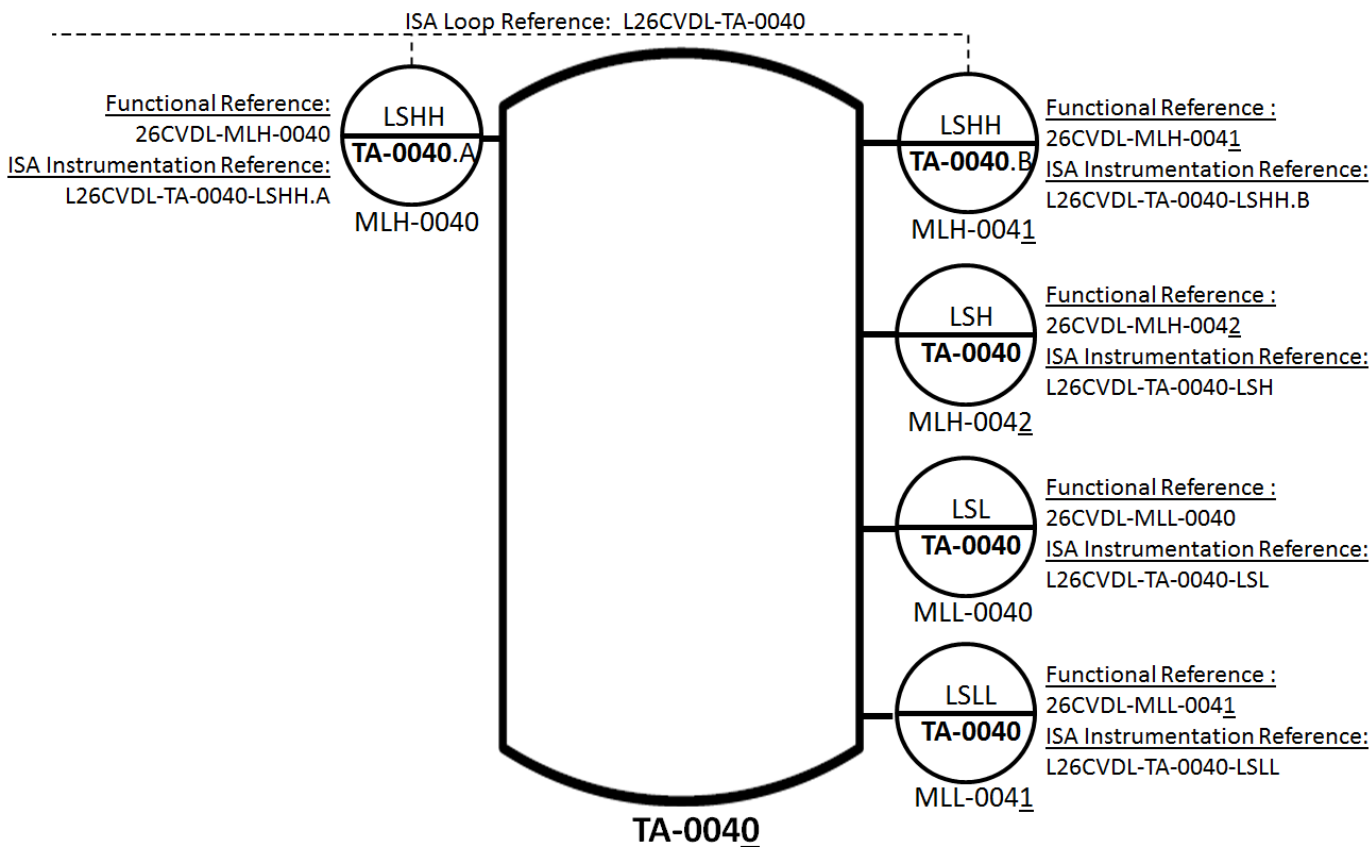 ISA Loop Reference: L26CVDL-TA-0040
Functional Reference:
26CVDL-MLH-0040
ISA Instrumentation Reference:
L26CVDL-TA-0040-LSHH.A
LSHH
TA-0040.A
MLH-0040
LSHH
TA-0040.B
MLH-0041
Functional Reference :
26CVDL-MLH-0041
ISA Instrumentation Reference:
L26CVDL-TA-0040-LSHH.B
LSH
TA-0040
MLH-0042
Functional Reference :
26CVDL-MLH-0042
ISA Instrumentation Reference:
L26CVDL-TA-0040-LSH
LSL
TA-0040
MLL-0040
Functional Reference :
26CVDL-MLL-0040
ISA Instrumentation Reference:
L26CVDL-TA-0040-LSL
LSLL
TA-0040
MLL-0041
Functional Reference :
26CVDL-MLL-0041
ISA Instrumentation Reference:
L26CVDL-TA-0040-LSLL
TA-0040